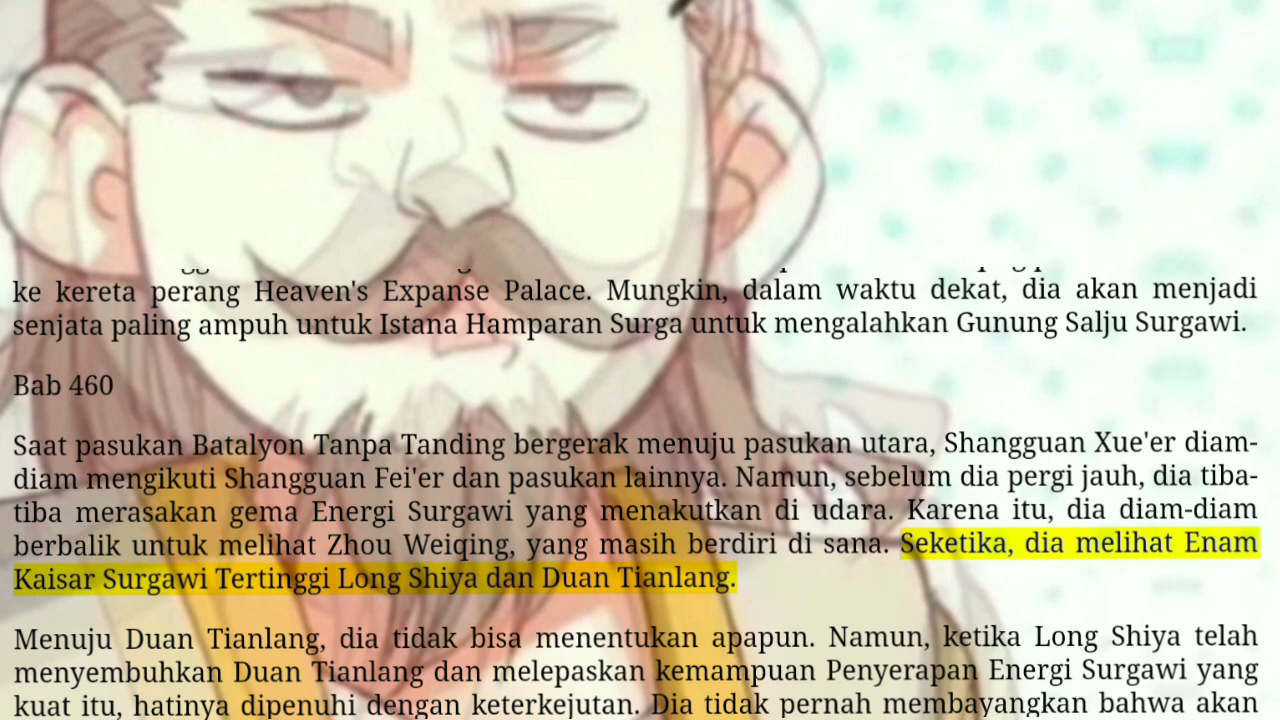 ke kereta perang Heaven's Expanse Palace. Mungkin, dalam waktu dekat, dia akan menjadi
senjata paling ampuh untuk Istana Hamparan Surga untuk mengalahkan Gunung Salju Surgawi.
Bab 460
Saat pasukan Batalyon Tanpa Tanding bergerak menuju pasukan utara, Shangguan Xue'er diam-
diam mengikuti Shangguan Fei'er dan pasukan lainnya. Namun, sebelum dia pergi jauh, dia tiba-
tiba merasakan gema Energi Surgawi yang menakutkan di udara. Karena itu, dia diam-diam
berbalik untuk melihat Zhou Weiqing, yang masih berdiri di sana. Seketika, dia melihat Enam
Kaisar Surgawi Tertinggi Long Shiya dan Duan Tianlang.
Menuju Duan Tianlang, dia tidak bisa menentukan apapun. Namun, ketika Long Shiya telah
menyembuhkan Duan Tianlang dan melepaskan kemampuan Penyerapan Energi Surgawi yang
kuat itu, hatinya dipenuhi dengan keterkejutan. Dia tidak pernah membayangkan bahwa akan